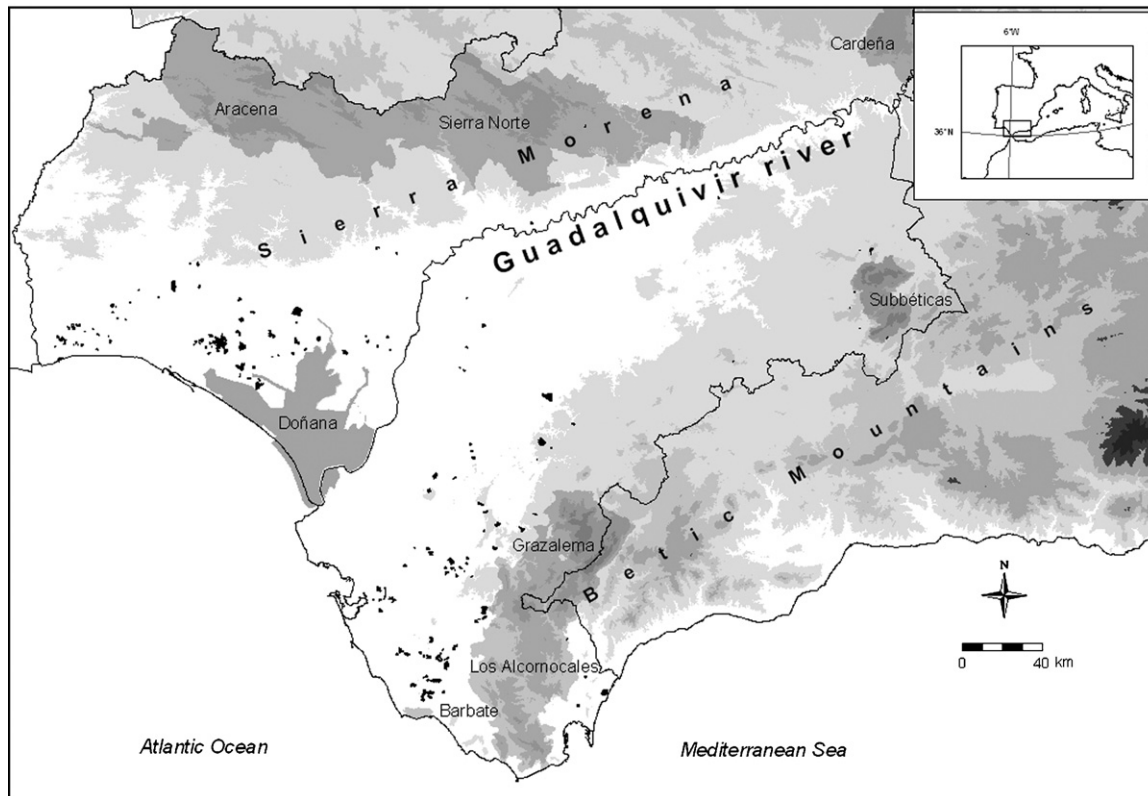 6°W
36°N
Cardeña
Aracena
Sierra Norte
Sierra Morena
Guadalquivir river
Subbéticas
Doñana
Betic Mountains
Grazalema
N
0 40 km
Los Alcornocales
Barbate
Atlantic Ocean
Mediterranean Sea